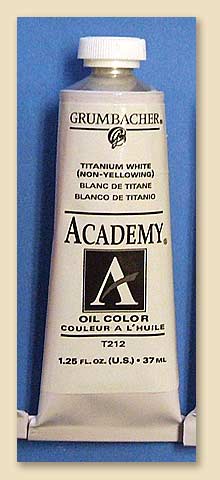 GRUMBACHER®
G
TITANIUM WHITE
(NON-YELLOWING)
BLANC DE TITANE
BLANCO DE TITANIO
ACADEMY®
A
OIL COLOR
COULEUR A L'HUILE
T212
1.25 FL. OZ. (U.S.) • 37 ML